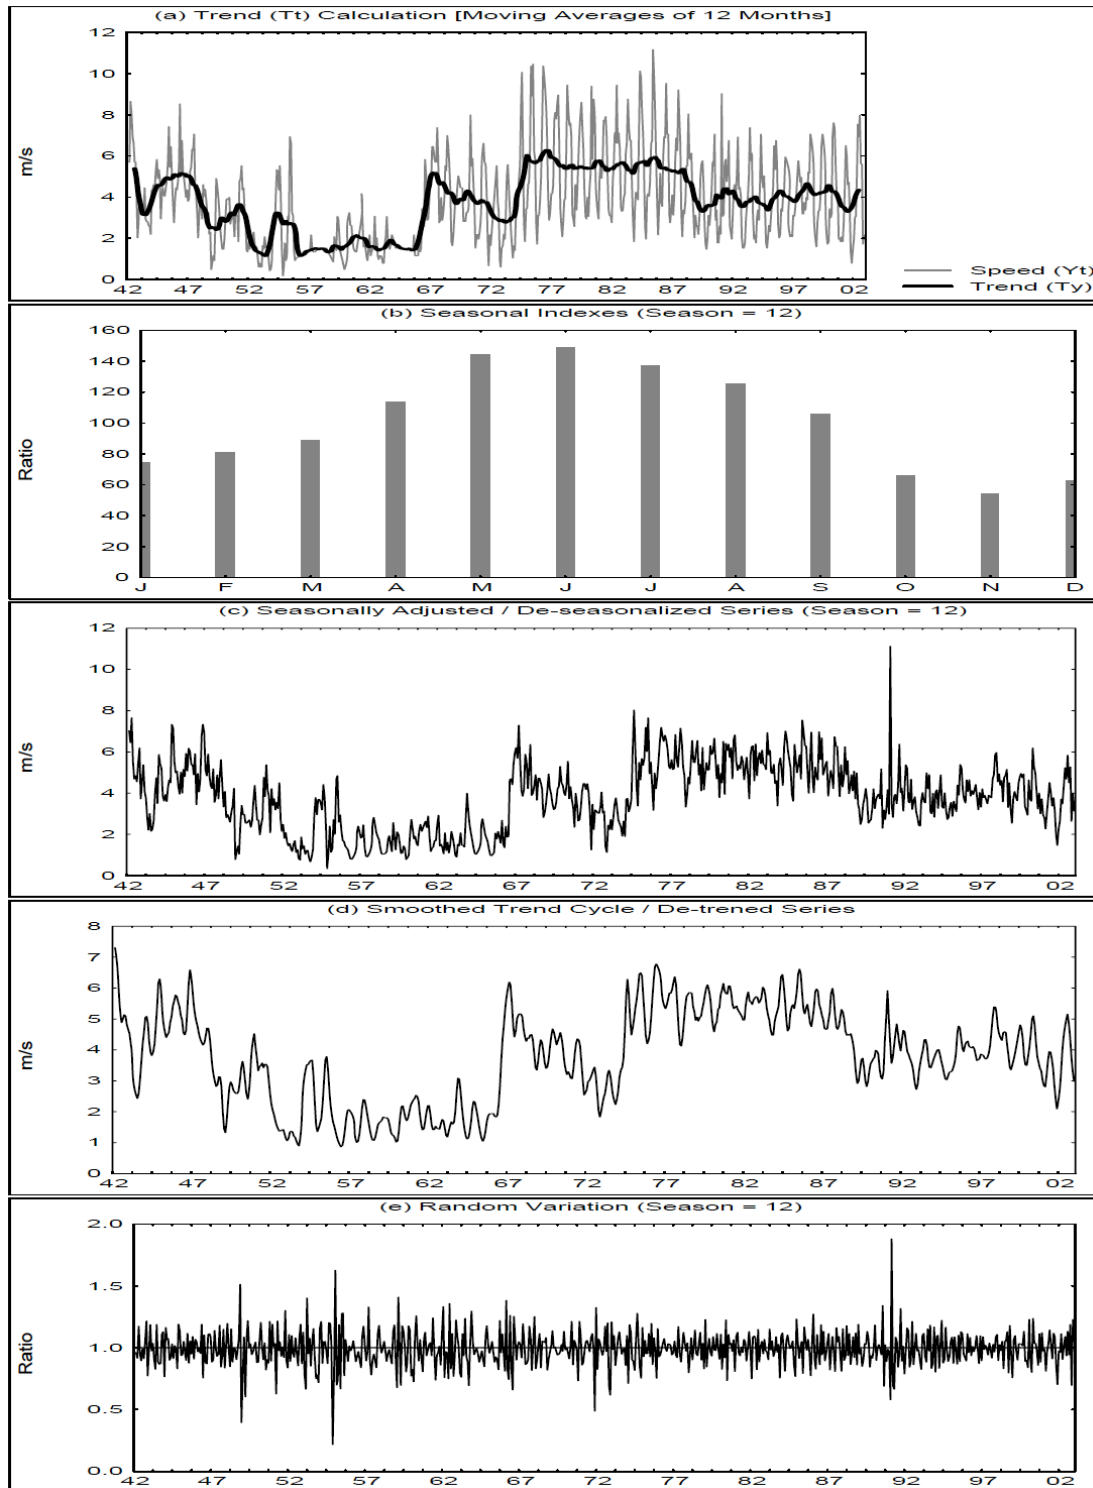 (a) Trend (Tt) Calculation [Moving Averages of 12 Months]
12
10
8
6
4
2
0
m/s
42 47 52 57 62 67 72 77 82 87 92 97 02
Speed (Yt)
Trend (Ty)
(b) Seasonal Indexes (Season = 12)
160
140
120
100
80
60
40
20
0
Ratio
J F M A M J J A S O N D
(c) Seasonally Adjusted / De-seasonalized Series (Season = 12)
12
10
8
6
4
2
0
m/s
42 47 52 57 62 67 72 77 82 87 92 97 02
(d) Smoothed Trend Cycle / De-trened Series
8
7
6
5
4
3
2
1
0
m/s
42 47 52 57 62 67 72 77 82 87 92 97 02
(e) Random Variation (Season = 12)
2.0
1.5
1.0
0.5
0.0
Ratio
42 47 52 57 62 67 72 77 82 87 92 97 02